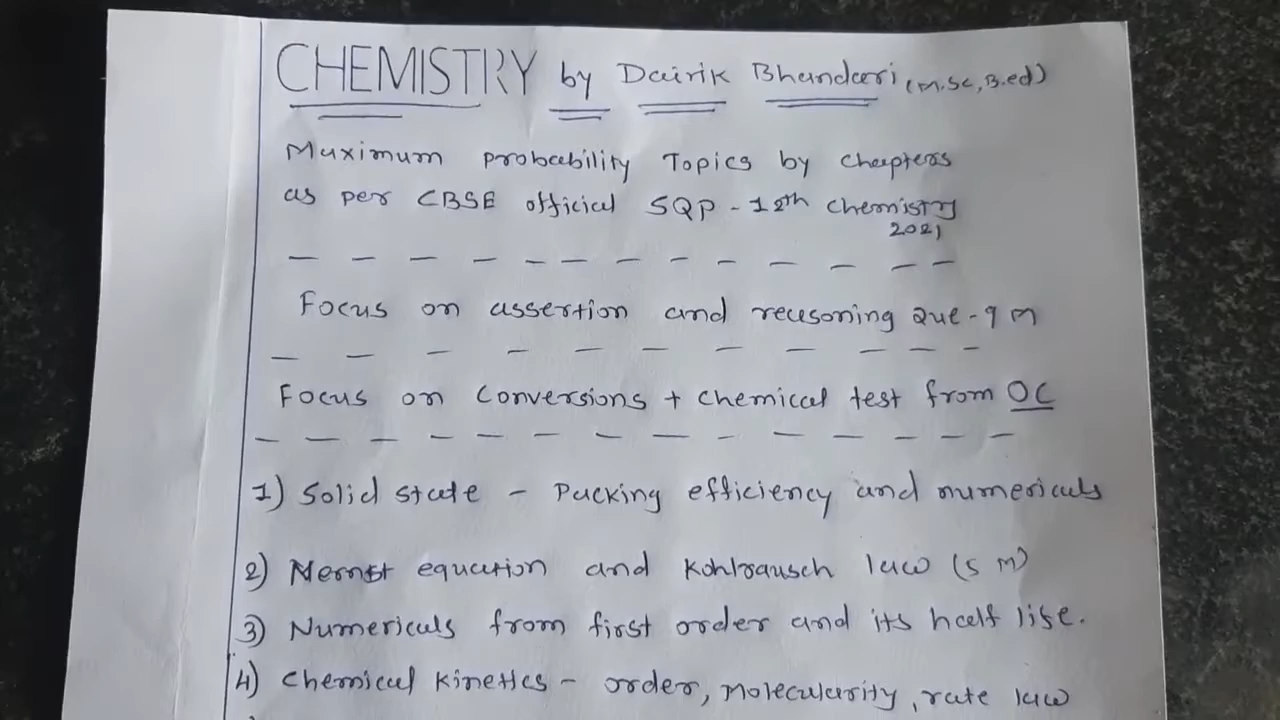 CHEMISTRY by Dairik Bhandari (M.Sc, B.ed)
Maximum probability Topics by chapters
as per CBSE official SQP - 12th chemistry
2021
Focus on assertion and reasoning Que - 9 m
Focus on Conversions + chemical test from OC
1) Solid state - Packing efficiency and numericals
2) Nernst equation and Kohlrausch law (5 m)
3) Numericals from first order and its half life.
4) Chemical Kinetics - order, Molecularity, rate law